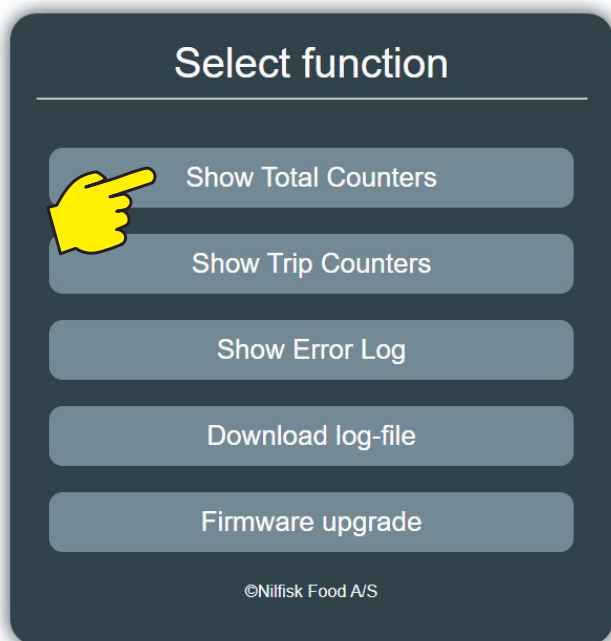 Select function
Show Total Counters
Show Trip Counters
Show Error Log
Download log-file
Firmware upgrade
©Nilfisk Food A/S